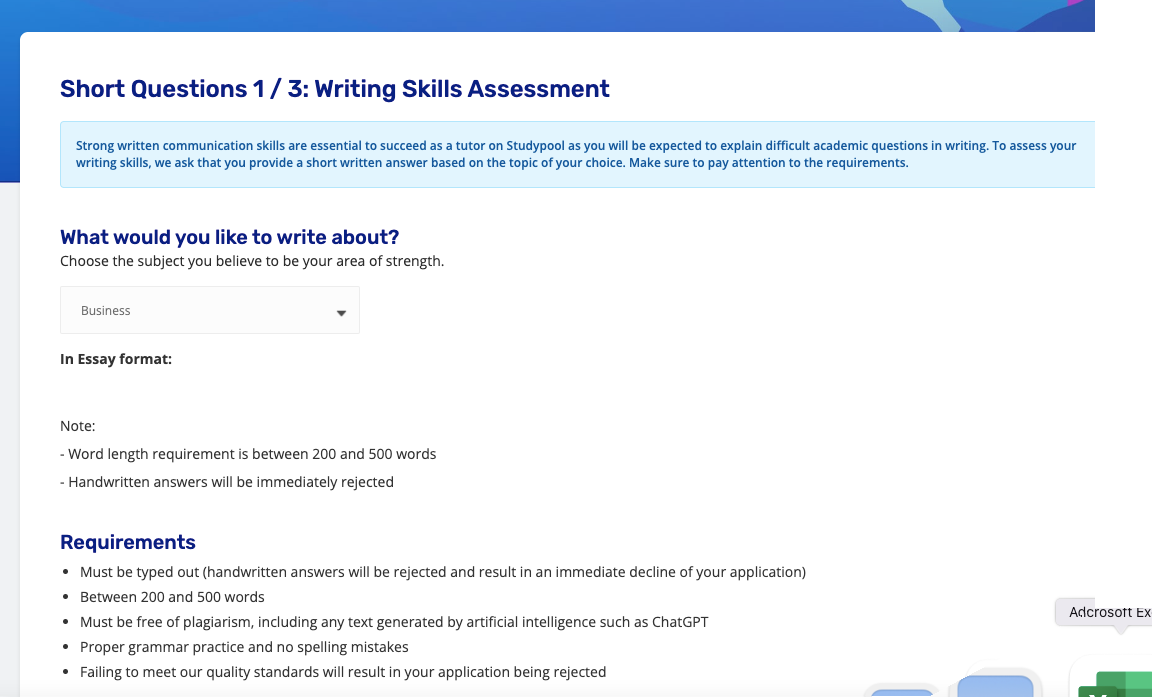 Short Questions 1 / 3: Writing Skills Assessment
Strong written communication skills are essential to succeed as a tutor on Studypool as you will be expected to explain difficult academic questions in writing. To assess your
writing skills, we ask that you provide a short written answer based on the topic of your choice. Make sure to pay attention to the requirements.
What would you like to write about?
Choose the subject you believe to be your area of strength.
Business
In Essay format:
Note:
- Word length requirement is between 200 and 500 words
- Handwritten answers will be immediately rejected
Requirements
• Must be typed out (handwritten answers will be rejected and result in an immediate decline of your application)
• Between 200 and 500 words
• Must be free of plagiarism, including any text generated by artificial intelligence such as ChatGPT
• Proper grammar practice and no spelling mistakes
• Failing to meet our quality standards will result in your application being rejected